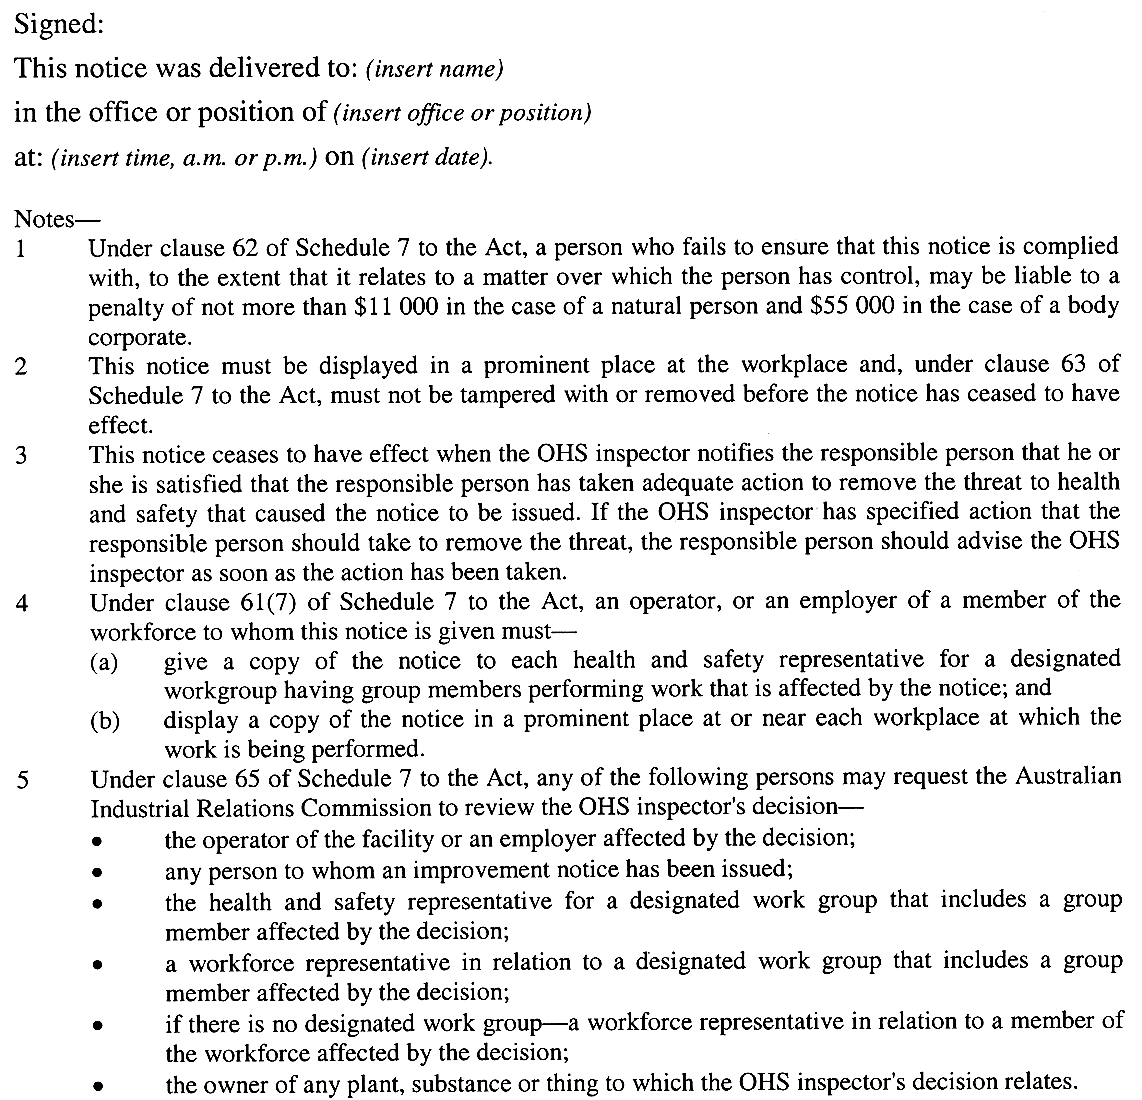 Signed:
This notice was delivered to: (insert name)
in the office or position of (insert office or position)
at: (insert time, a.m. or p.m.) on (insert date).
Notes—
1 Under clause 62 of Schedule 7 to the Act, a person who fails to ensure that this notice is complied
with, to the extent that it relates to a matter over which the person has control, may be liable to a
penalty of not more than $11 000 in the case of a natural person and $55 000 in the case of a body
corporate.
2 This notice must be displayed in a prominent place at the workplace and, under clause 63 of
Schedule 7 to the Act, must not be tampered with or removed before the notice has ceased to have
effect.
3 This notice ceases to have effect when the OHS inspector notifies the responsible person that he or
she is satisfied that the responsible person has taken adequate action to remove the threat to health
and safety that caused the notice to be issued. If the OHS inspector has specified action that the
responsible person should take to remove the threat, the responsible person should advise the OHS
inspector as soon as the action has been taken.
4 Under clause 61(7) of Schedule 7 to the Act, an operator, or an employer of a member of the
workforce to whom this notice is given must—
(a) give a copy of the notice to each health and safety representative for a designated
workgroup having group members performing work that is affected by the notice; and
(b) display a copy of the notice in a prominent place at or near each workplace at which the
work is being performed.
5 Under clause 65 of Schedule 7 to the Act, any of the following persons may request the Australian
Industrial Relations Commission to review the OHS inspector's decision—
• the operator of the facility or an employer affected by the decision;
• any person to whom an improvement notice has been issued;
• the health and safety representative for a designated work group that includes a group
member affected by the decision;
• a workforce representative in relation to a designated work group that includes a group
member affected by the decision;
• if there is no designated work group—a workforce representative in relation to a member of
the workforce affected by the decision;
• the owner of any plant, substance or thing to which the OHS inspector's decision relates.